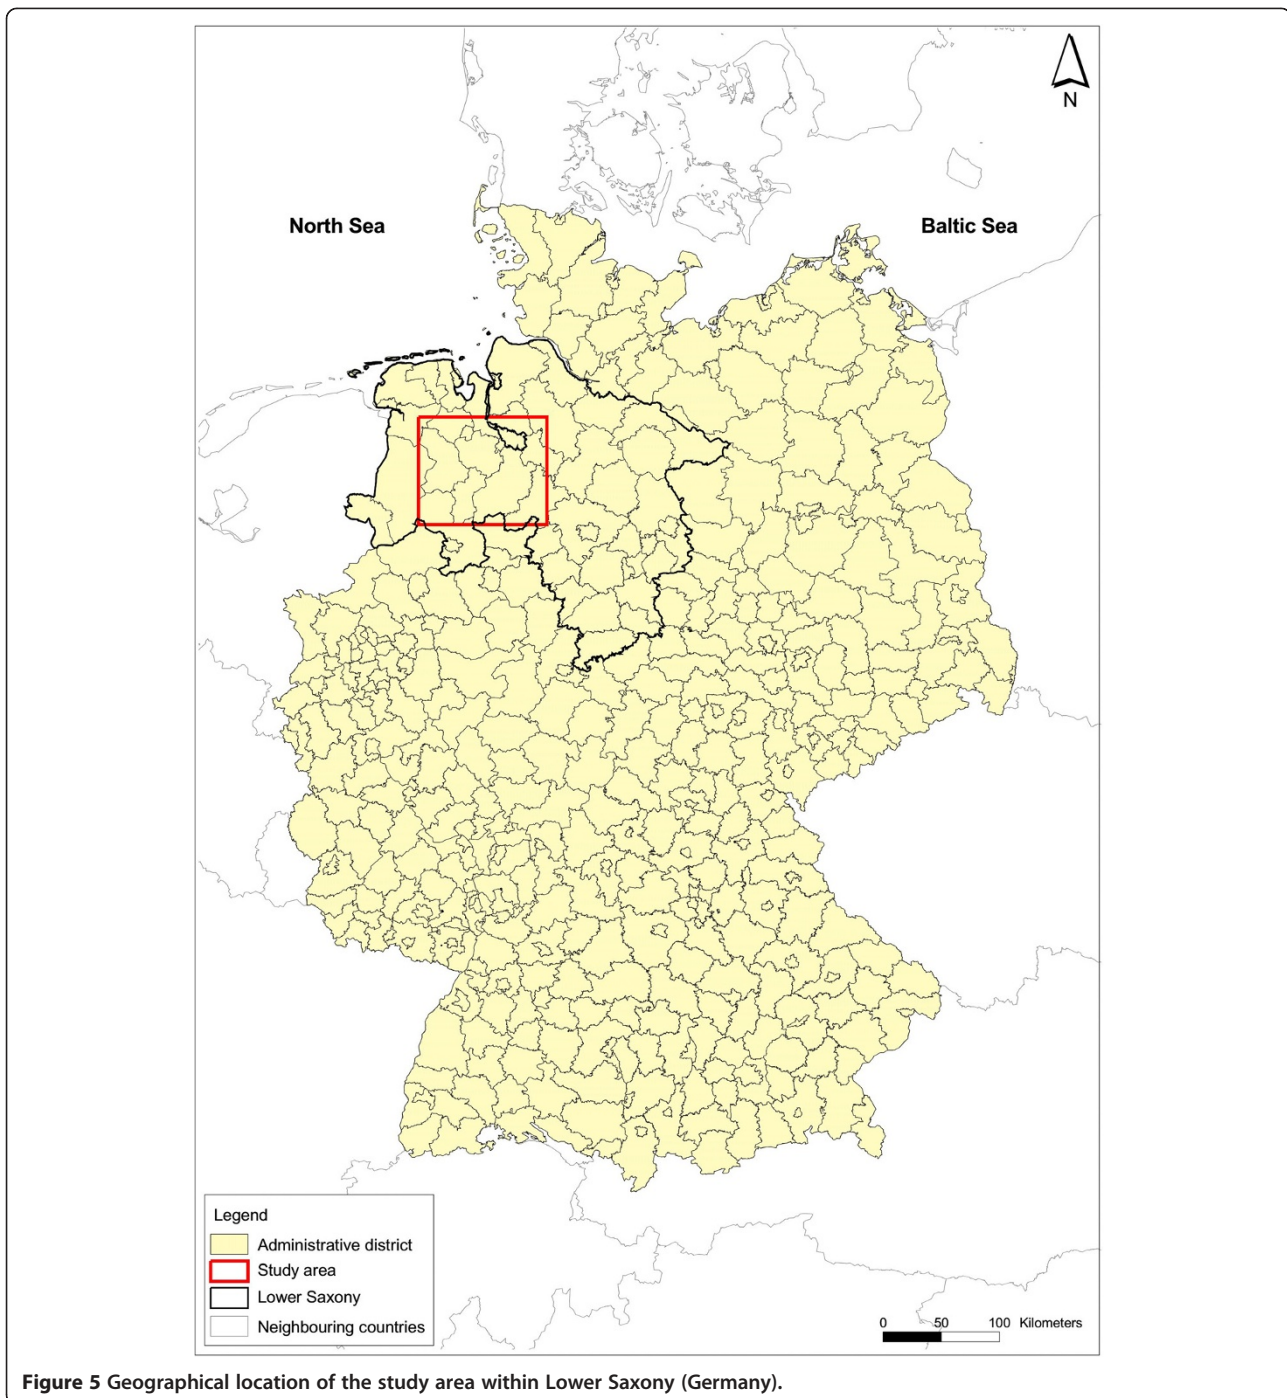 N
North Sea
Baltic Sea
Legend
Administrative district
Study area
Lower Saxony
Neighbouring countries
0 50 100 Kilometers
Figure 5 Geographical location of the study area within Lower Saxony (Germany).